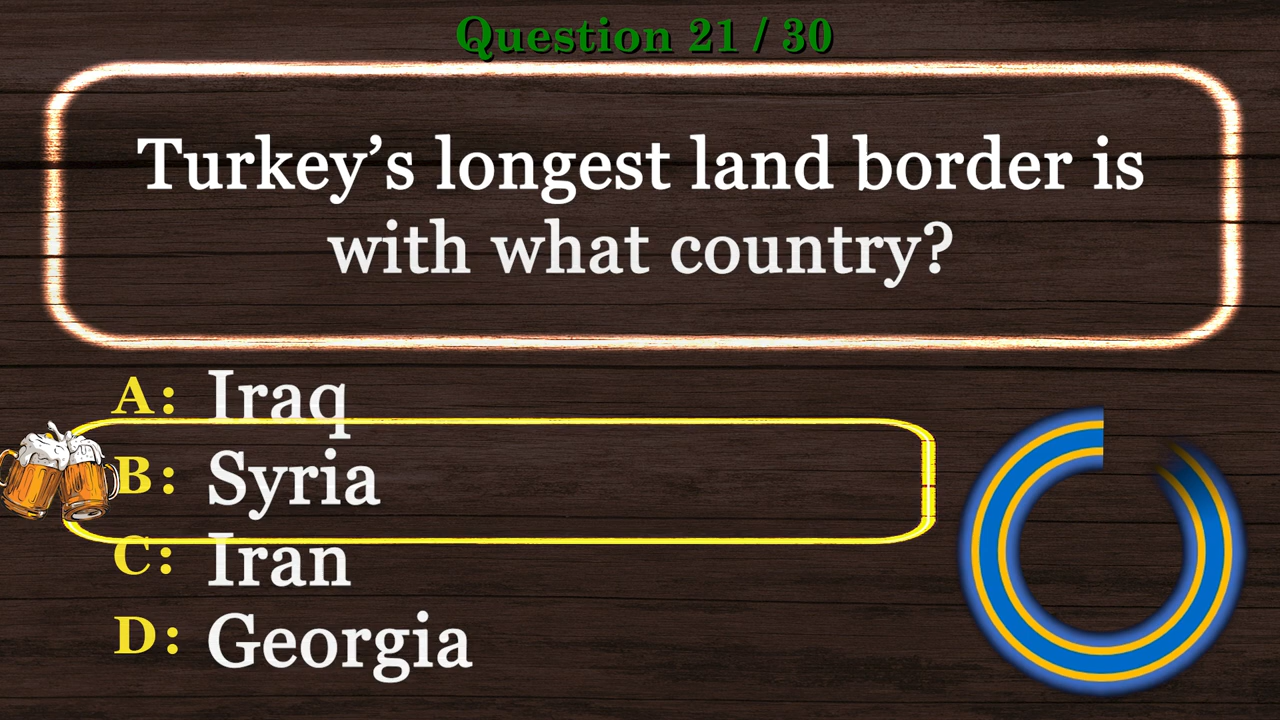 Question 21 / 30
Turkey’s longest land border is
with what country?
A: Iraq
B: Syria
C: Iran
D: Georgia